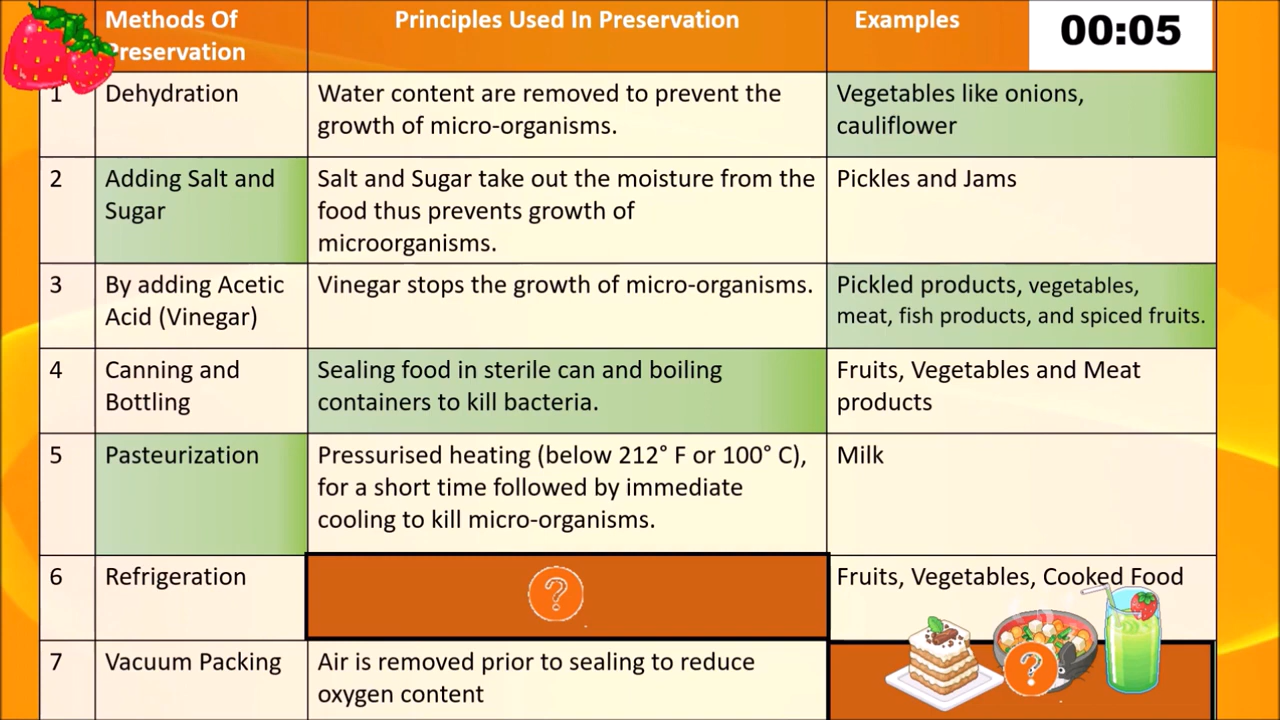 Methods Of
Preservation
Principles Used In Preservation
Examples
00:05
1
Dehydration
Water content are removed to prevent the
growth of micro-organisms.
Vegetables like onions,
cauliflower
2
Adding Salt and
Sugar
Salt and Sugar take out the moisture from the
food thus prevents growth of
microorganisms.
Pickles and Jams
3
By adding Acetic
Acid (Vinegar)
Vinegar stops the growth of micro-organisms.
Pickled products, vegetables,
meat, fish products, and spiced fruits.
4
Canning and
Bottling
Sealing food in sterile can and boiling
containers to kill bacteria.
Fruits, Vegetables and Meat
products
5
Pasteurization
Pressurised heating (below 212° F or 100° C),
for a short time followed by immediate
cooling to kill micro-organisms.
Milk
6
Refrigeration
?
Fruits, Vegetables, Cooked Food
7
Vacuum Packing
Air is removed prior to sealing to reduce
oxygen content
?